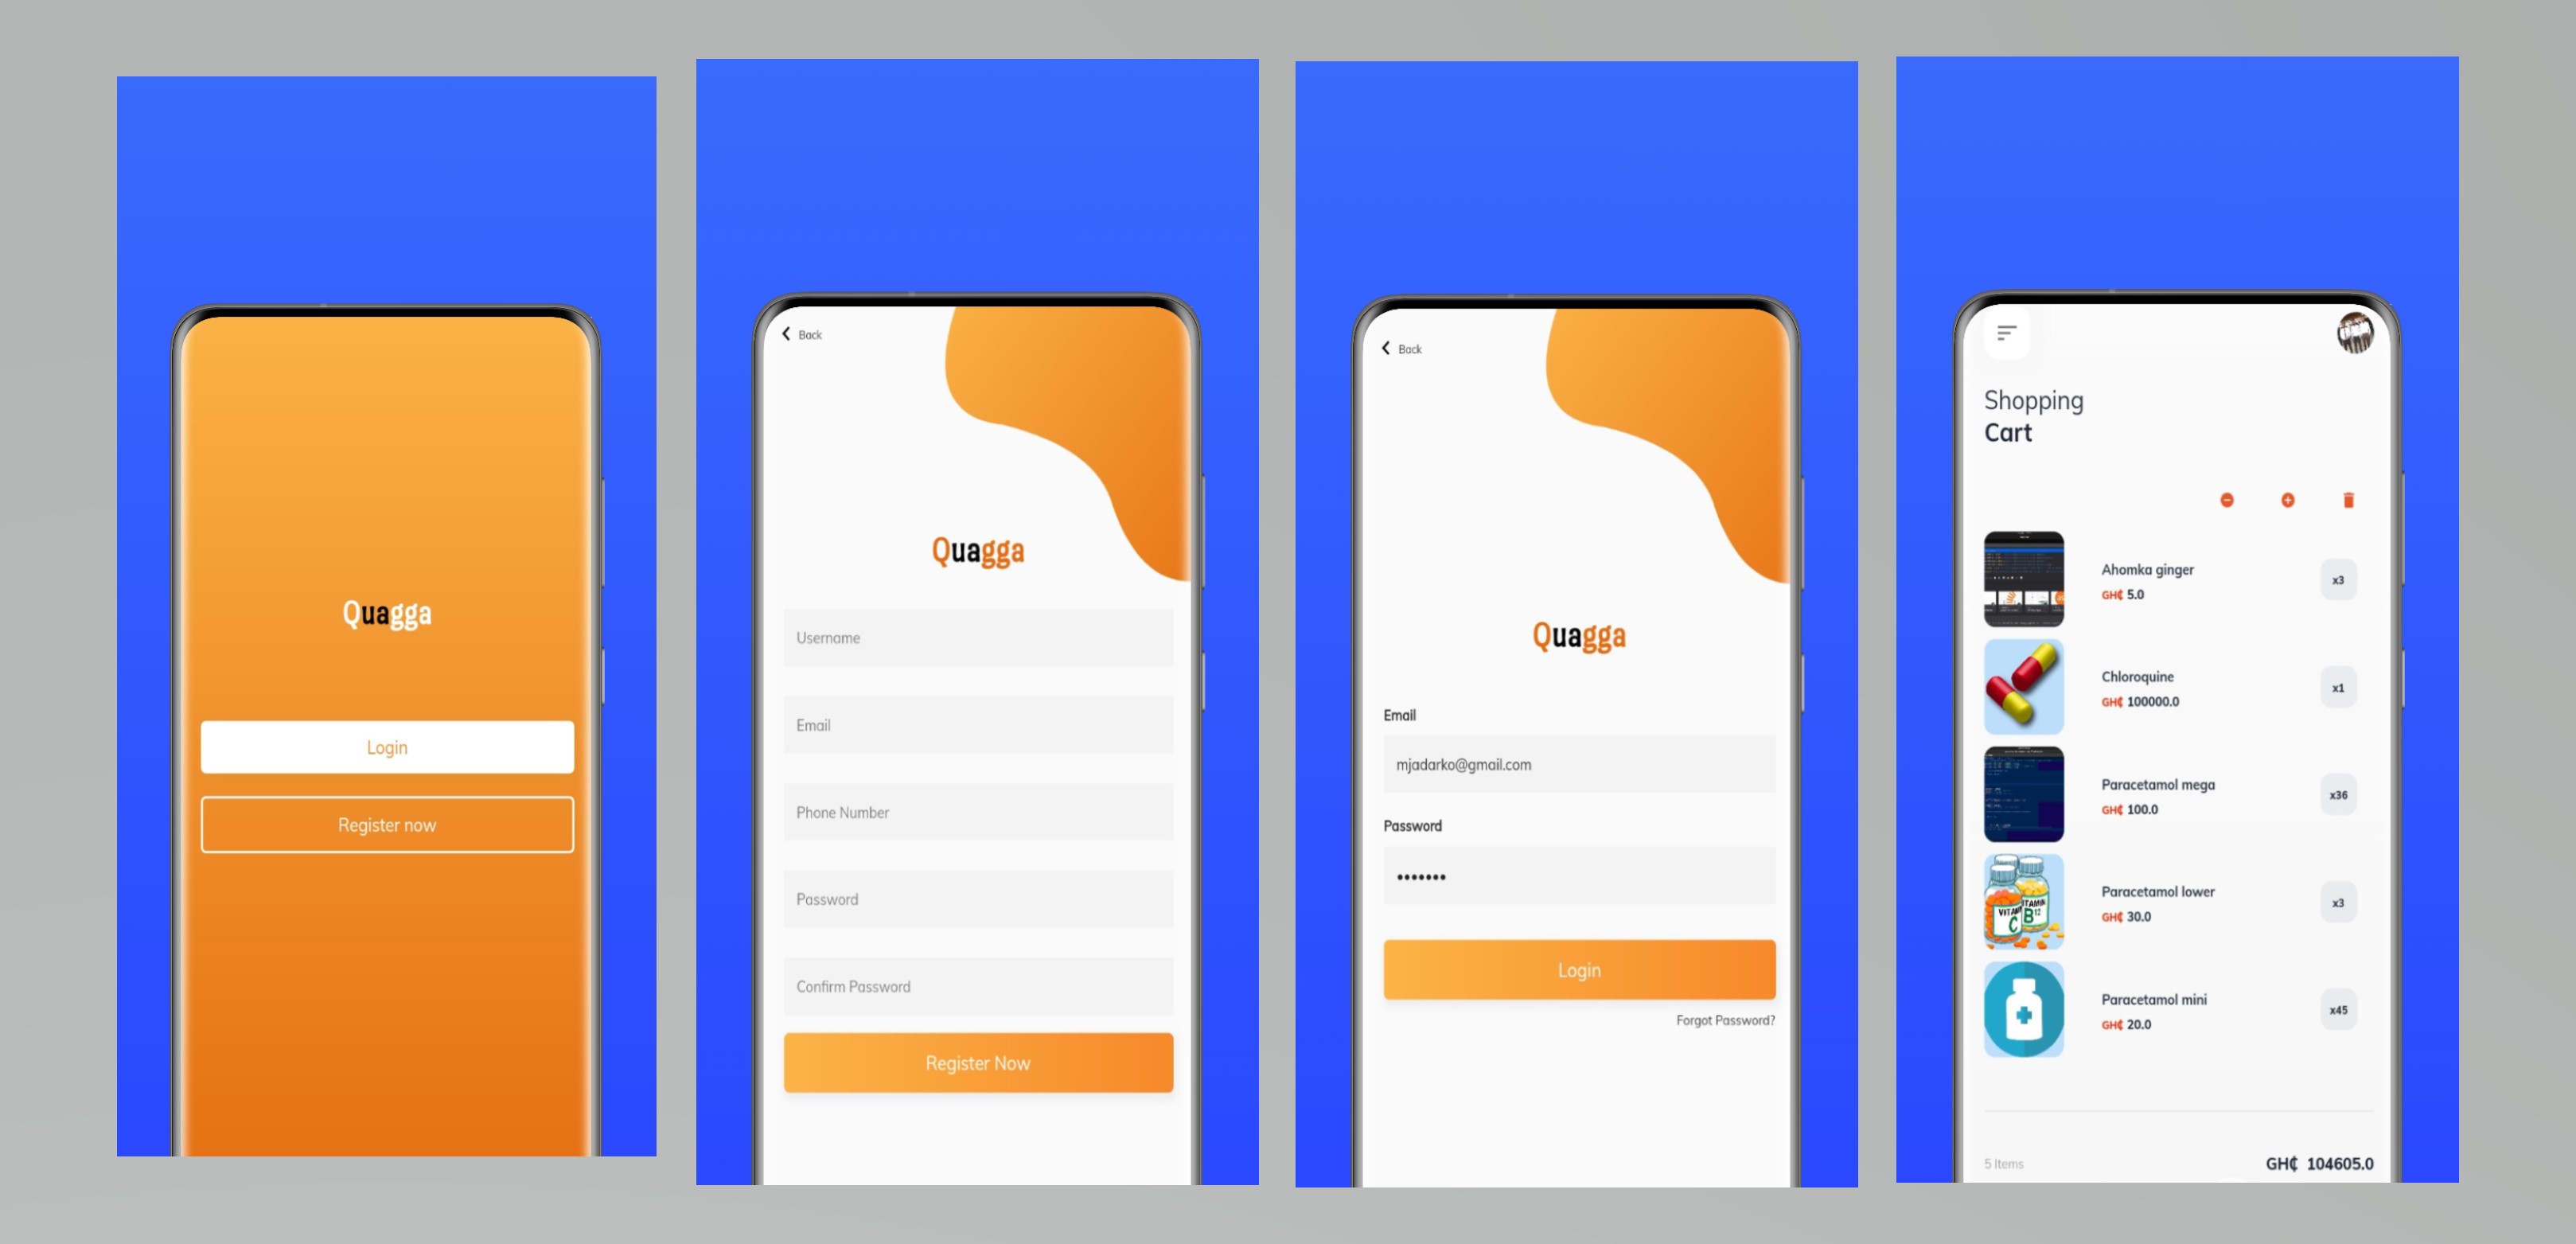 Quagga
Login
Register now
Back
Quagga
Username
Email
Phone Number
Password
Confirm Password
Register Now
Back
Quagga
Email
mjadarko@gmail.com
Password
•••••••
Login
Forgot Password?
Shopping
Cart
Ahomka ginger
GH₵ 5.0
x3
Chloroquine
GH₵ 100000.0
x1
Paracetamol mega
GH₵ 100.0
x36
Paracetamol lower
GH₵ 30.0
x3
VITAM
C
TAMIN
B12
Paracetamol mini
GH₵ 20.0
x45
5 Items
GH₵ 104605.0